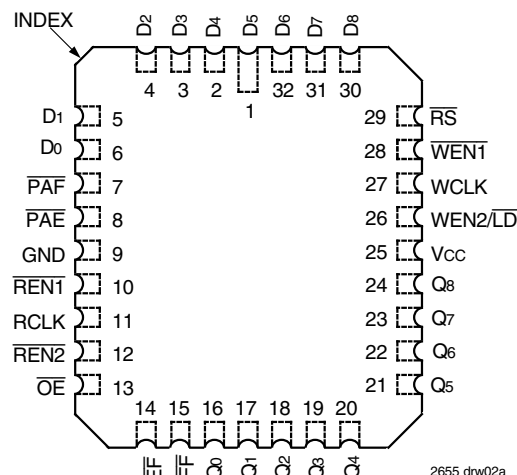 INDEX
D2 D3 D4 D5 D6 D7 D8
4 3 2 1 32 31 30
D1 5
D0 6
PAF 7
PAE 8
GND 9
REN1 10
RCLK 11
REN2 12
OE 13
29 RS
28 WEN1
27 WCLK
26 WEN2/LD
25 VCC
24 Q8
23 Q7
22 Q6
21 Q5
14 15 16 17 18 19 20
EF FF Q0 Q1 Q2 Q3 Q4
2655 drw02a